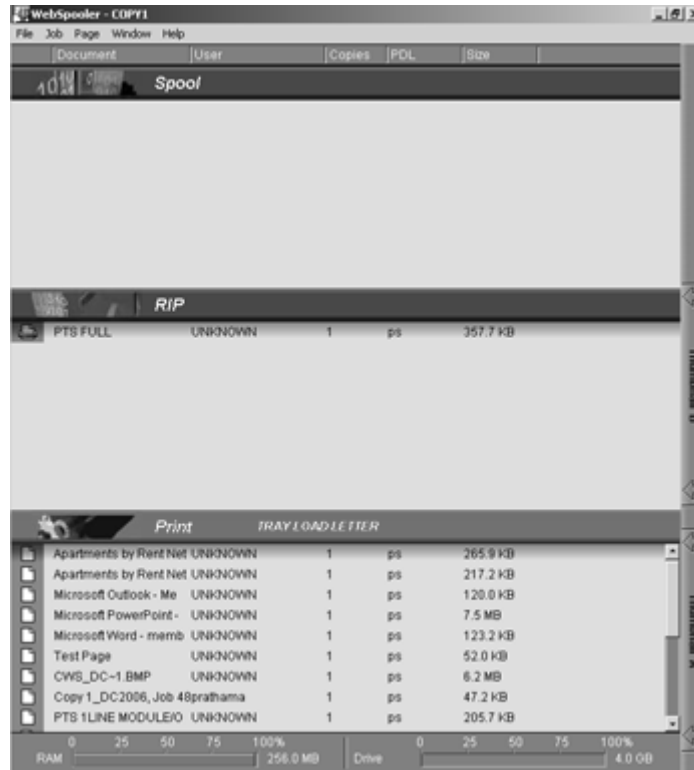 WebSpooler - COPY1
File Job Page Window Help
Document User Copies PDL Size
Spool
RIP
PTS FULL UNKNOWN 1 ps 357.7 KB
Print TRAY LOAD LETTER
Apartments by Rent Net UNKNOWN 1 ps 265.9 KB
Apartments by Rent Net UNKNOWN 1 ps 217.2 KB
Microsoft Outlook - Me UNKNOWN 1 ps 120.0 KB
Microsoft PowerPoint - UNKNOWN 1 ps 7.5 MB
Microsoft Word - memb UNKNOWN 1 ps 123.2 KB
Test Page UNKNOWN 1 ps 52.0 KB
CWS_DC~1.BMP UNKNOWN 1 ps 6.2 MB
Copy 1_DC2006, Job 48prathama 1 ps 47.2 KB
PTS 1LINE MODULE/O UNKNOWN 1 ps 205.7 KB
0 25 50 75 100% 0 25 50 75 100%
RAM 256.0 MB Drive 4.0 GB